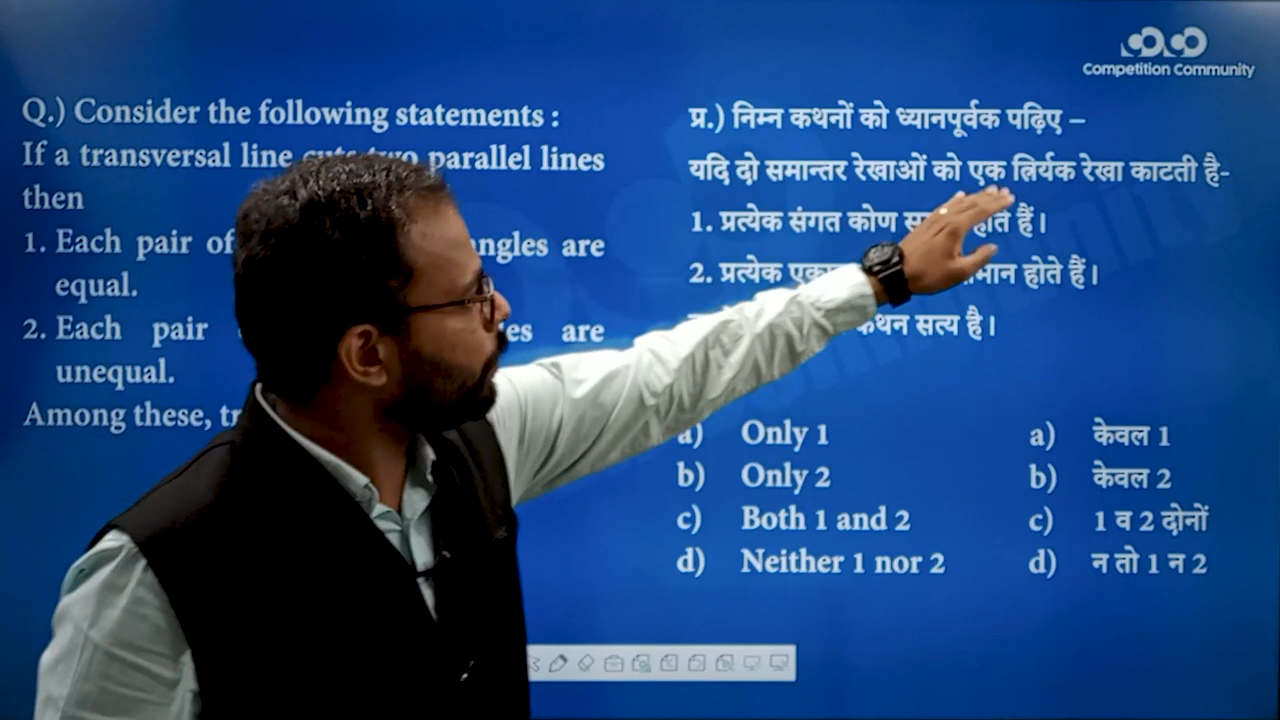 Competition Community
Q.) Consider the following statements :
If a transversal line cuts two parallel lines
then
1. Each pair of ngles are
equal.
2. Each pair es are
unequal.
Among these, tr
प्र.) निम्न कथनों को ध्यानपूर्वक पढ़िए –
यदि दो समान्तर रेखाओं को एक त्रिर्यक रेखा काटती है-
1. प्रत्येक संगत कोण स होते हैं।
2. प्रत्येक मान होते हैं।
कथन सत्य है।
a) Only 1
b) Only 2
c) Both 1 and 2
d) Neither 1 nor 2
a) केवल 1
b) केवल 2
c) 1 व 2 दोनों
d) न तो 1 न 2